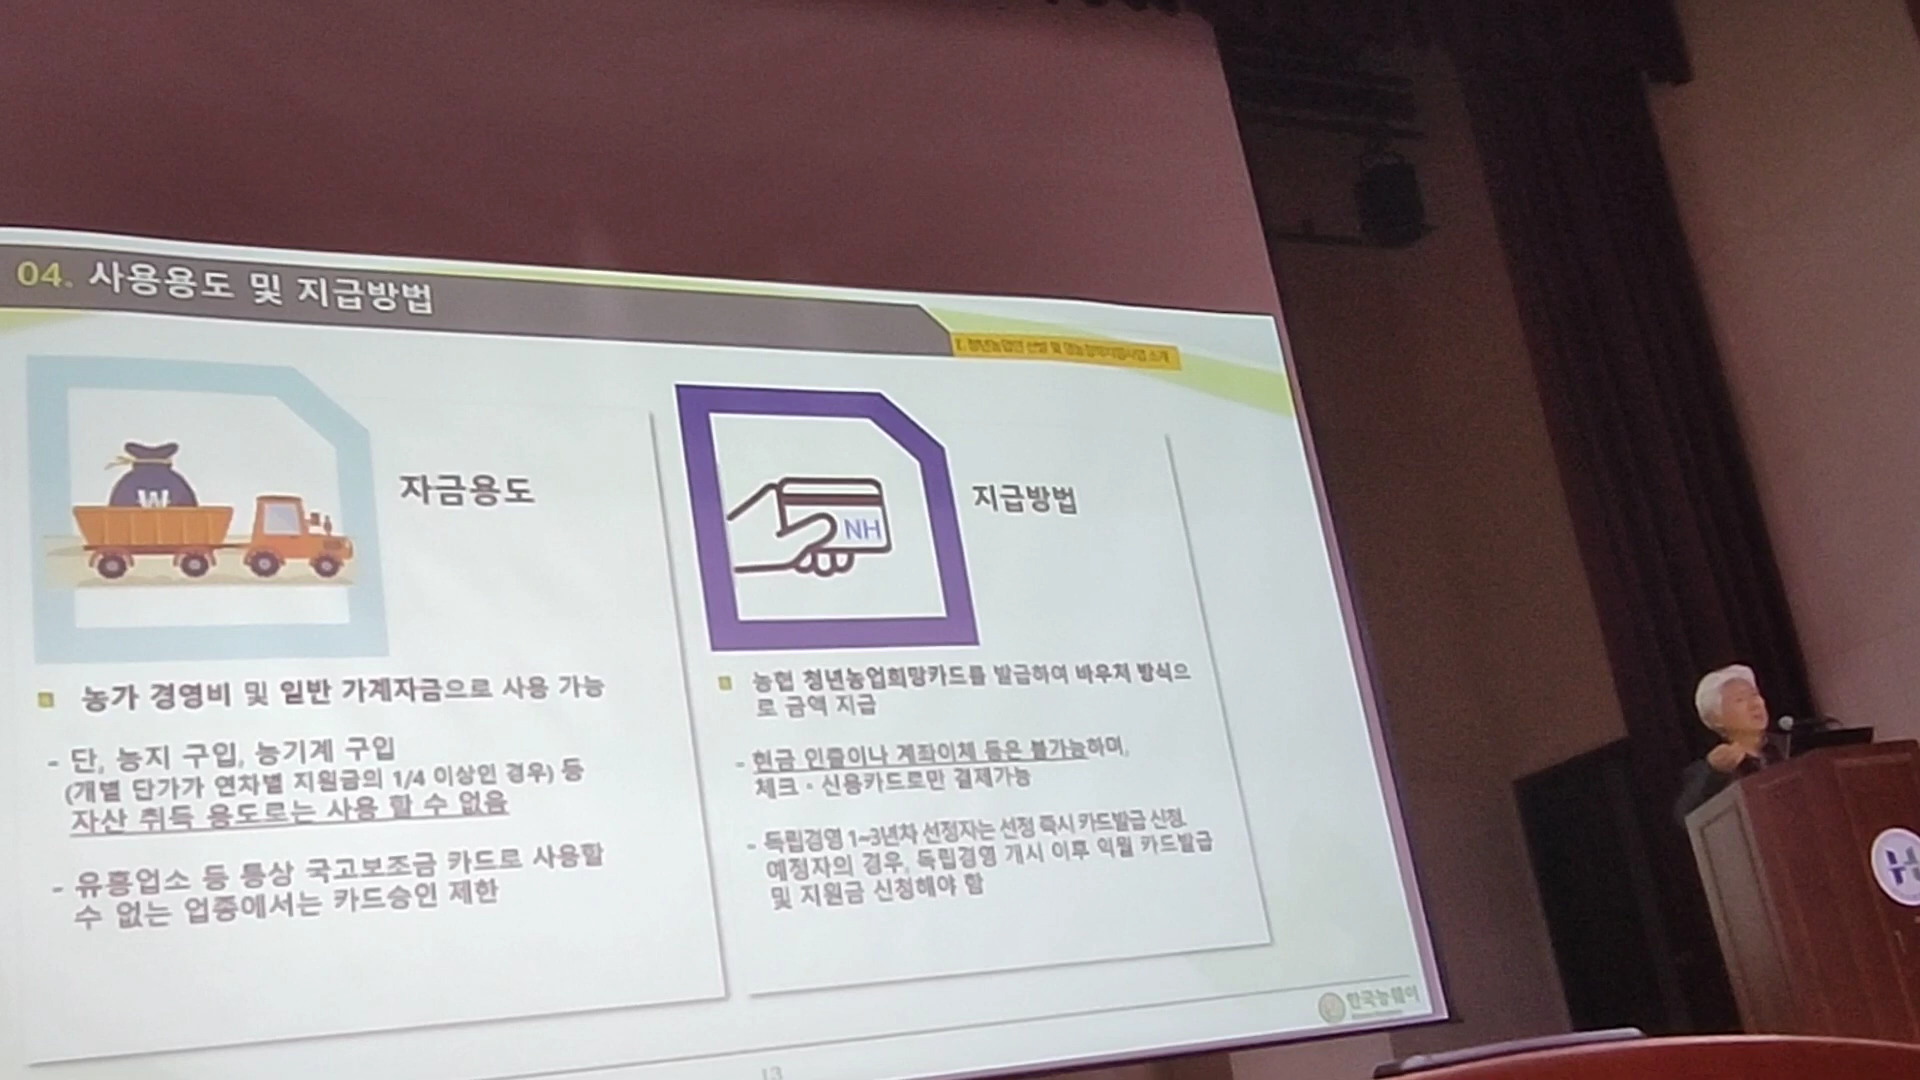 04. 사용용도 및 지급방법
W
자금용도
농가 경영비 및 일반 가계자금으로 사용 가능
- 단, 농지 구입, 농기계 구입
(개별 단가가 연차별 지원금의 1/4 이상인 경우) 등
자산 취득 용도로는 사용 할 수 없음
- 유흥업소 등 통상 국고보조금 카드로 사용할
수 없는 업종에서는 카드승인 제한
NH
지급방법
농협 청년농업희망카드를 발급하여 바우처 방식으
로 금액 지급
- 현금 인출이나 계좌이체 등은 불가능하며,
체크 · 신용카드로만 결제가능
- 독립경영 1~3년차 선정자는 선정 즉시 카드발급 신청,
예정자의 경우, 독립경영 개시 이후 익월 카드발급
및 지원금 신청해야 함
13